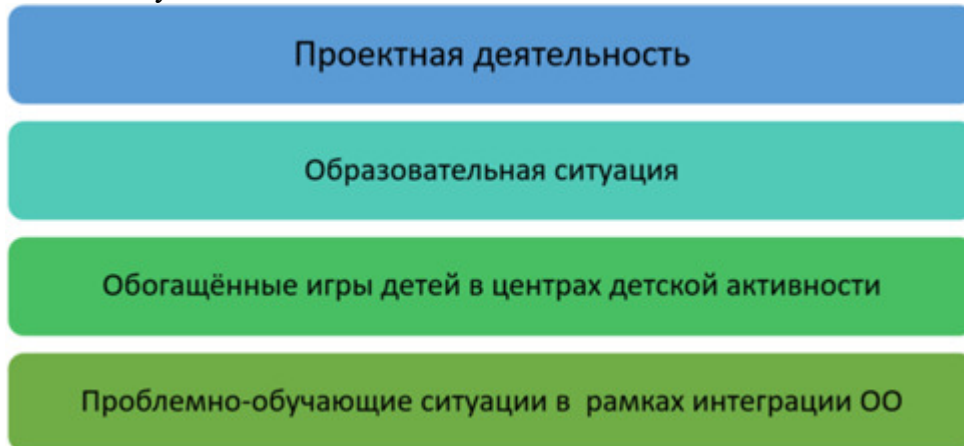 Проектная деятельность
Образовательная ситуация
Обогащённые игры детей в центрах детской активности
Проблемно-обучающие ситуации в рамках интеграции ОО